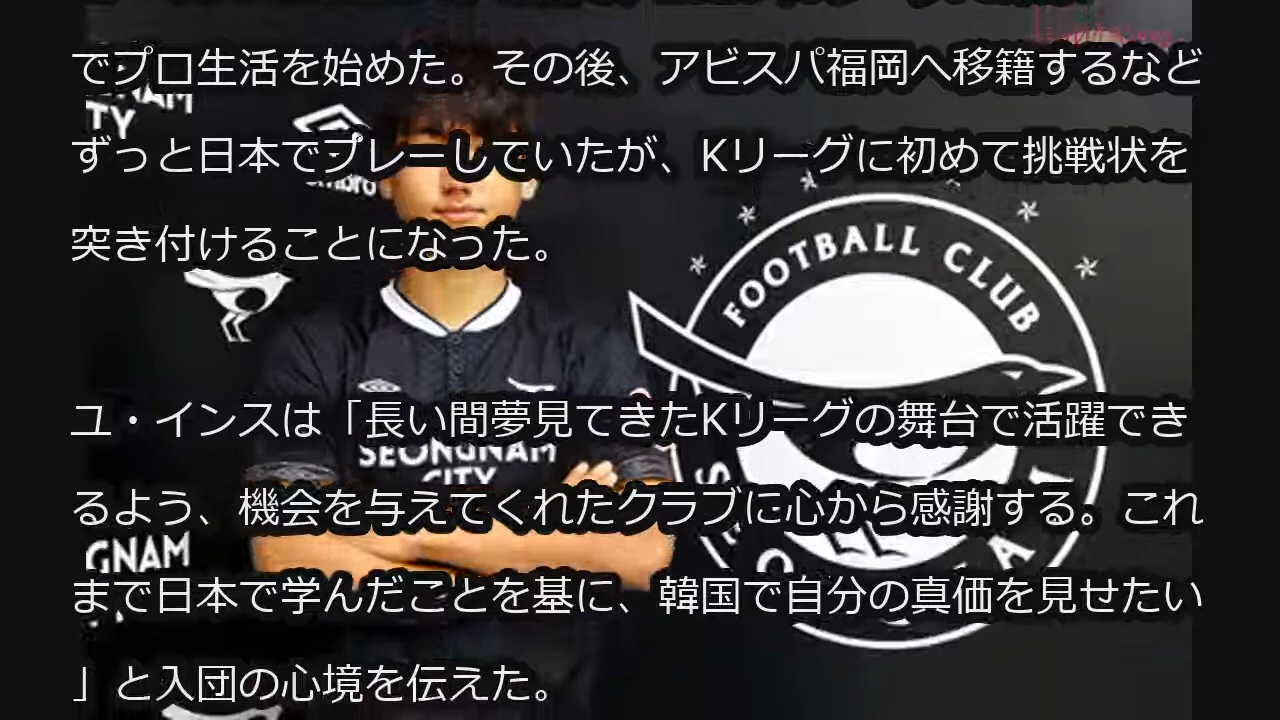 でプロ生活を始めた。その後、アビスパ福岡へ移籍するなど
ずっと日本でプレーしていたが、Kリーグに初めて挑戦状を
突き付けることになった。
ユ・インスは「長い間夢見てきたKリーグの舞台で活躍でき
るよう、機会を与えてくれたクラブに心から感謝する。これ
まで日本で学んだことを基に、韓国で自分の真価を見せたい
」と入団の心境を伝えた。
TY
FOOTBALL CLUB
SEONGNAM
CITY
GNAM